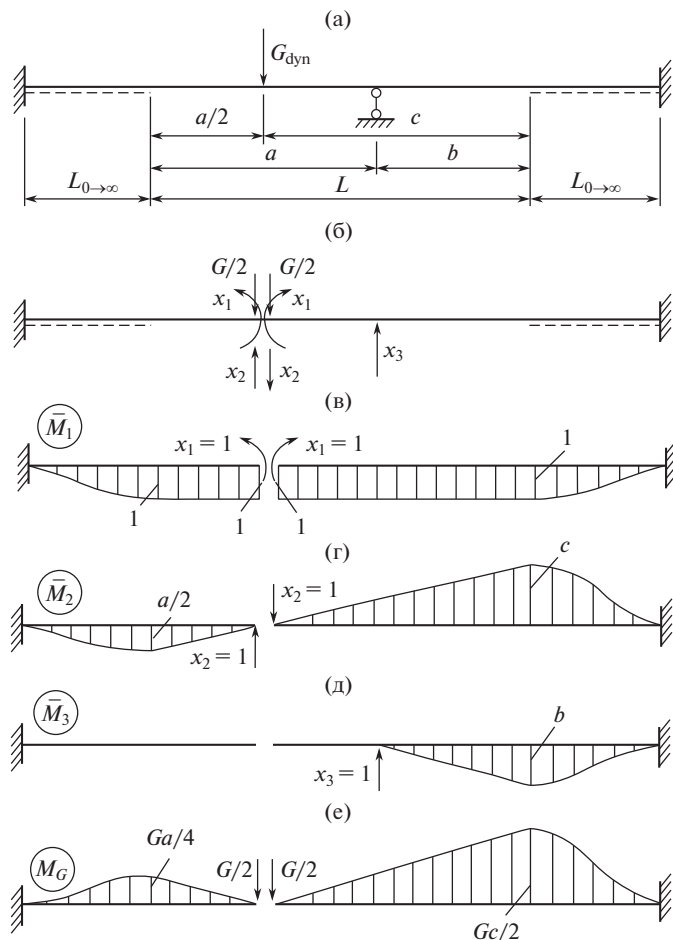 (а)
G_dyn
a/2
c
a
b
L_0→∞
L
L_0→∞
(б)
G/2 G/2
x_1 x_1
x_2 x_2
x_3
(в)
M̄_1
x_1 = 1 x_1 = 1
1
1
1 1
(г)
M̄_2
a/2
x_2 = 1
c
x_2 = 1
(д)
M̄_3
b
x_3 = 1
(е)
M_G
Ga/4
G/2 G/2
Gc/2